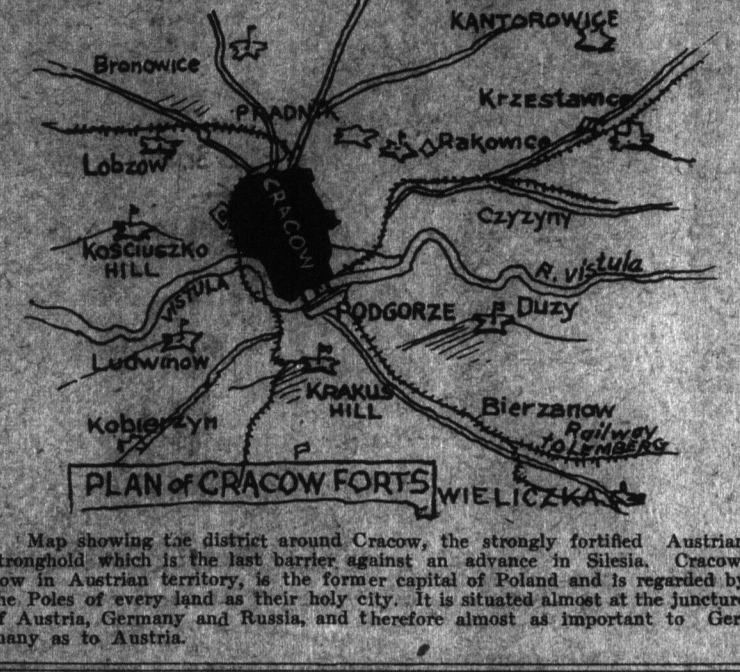 KANTOROWICE
Bronowice
Krzestawice
PRADNIK
Rakowice
Lobzow
CRACOW
Czyzyny
Kościuszko
HILL
R. vistula
VISTULA
PODGORZE
Duzy
Ludwinow
KRAKUS
HILL
Bierzanow
Kobierzyn
Railway
to LEMBERG
PLAN of CRACOW FORTS
WIELICZKA
Map showing the district around Cracow, the strongly fortified Austrian
tronghold which is the last barrier against an advance in Silesia. Cracow
ow in Austrian territory, is the former capital of Poland and is regarded by
he Poles of every land as their holy city. It is situated almost at the juncture
f Austria, Germany and Russia, and therefore almost as important to Ger
many as to Austria.